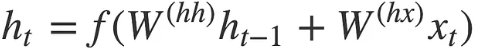 h_t = f(W^{(hh)}h_{t-1} + W^{(hx)}x_t)